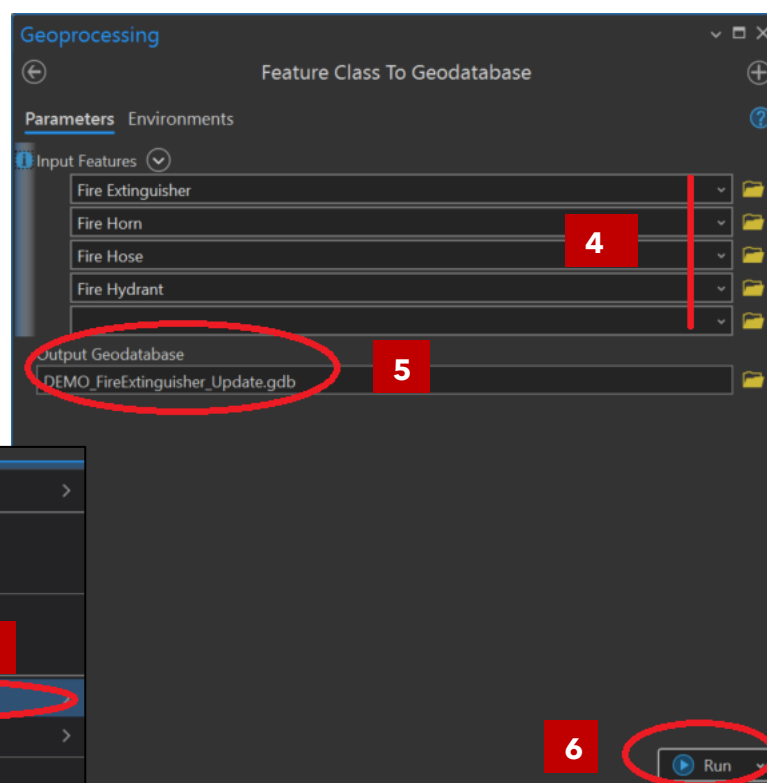 Geoprocessing
Feature Class To Geodatabase
Parameters Environments
Input Features
Fire Extinguisher
Fire Horn
4
Fire Hose
Fire Hydrant
Output Geodatabase
5
DEMO_FireExtinguisher_Update.gdb
6
Run